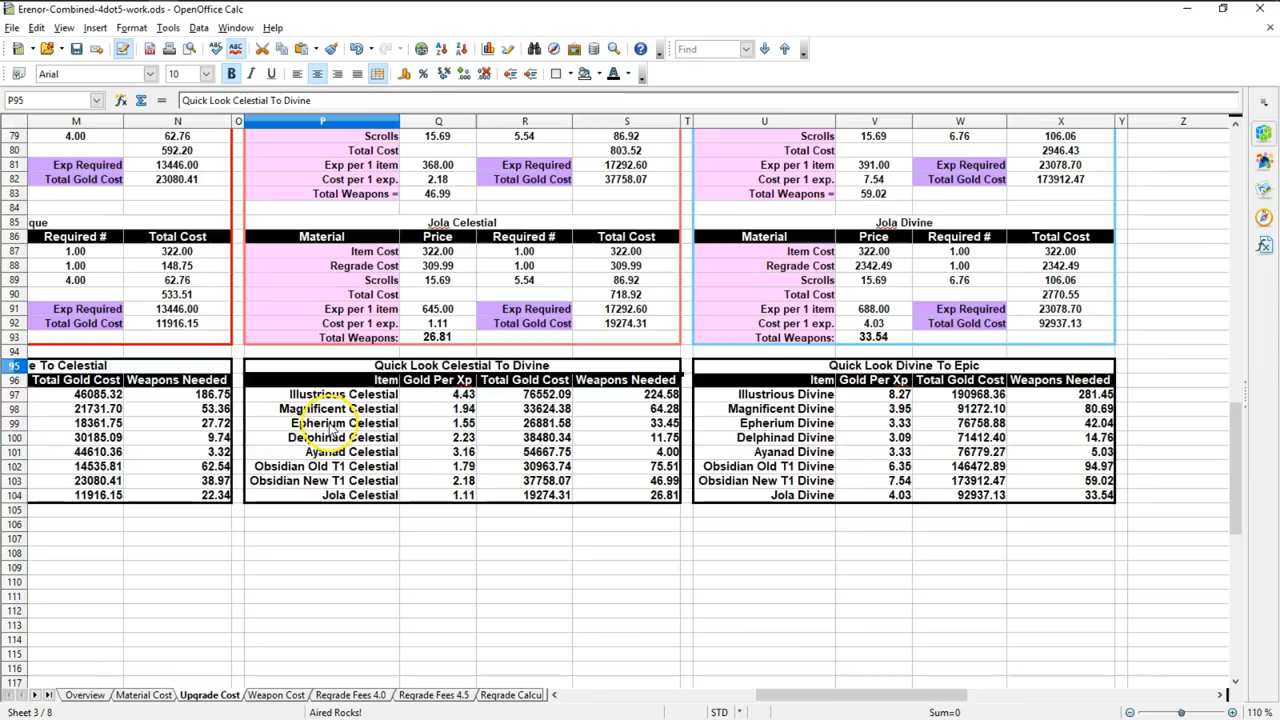 Erenor-Combined-4dot5-work.ods - OpenOffice Calc
File Edit View Insert Format Tools Data Window Help
Find
Arial 10
P95 Quick Look Celestial To Divine
M N O P Q R S T U V W X Y Z
79 4.00 62.76 Scrolls 15.69 5.54 86.92 Scrolls 15.69 6.76 106.06
80 592.20 Total Cost 803.52 Total Cost 2946.43
81 Exp Required 13446.00 Exp per 1 item 368.00 Exp Required 17292.60 Exp per 1 item 391.00 Exp Required 23078.70
82 Total Gold Cost 23080.41 Cost per 1 exp. 2.18 Total Gold Cost 37758.07 Cost per 1 exp. 7.54 Total Gold Cost 173912.47
83 Total Weapons = 46.99 Total Weapons = 59.02
84
85 que Jola Celestial Jola Divine
86 Required # Total Cost Material Price Required # Total Cost Material Price Required # Total Cost
87 1.00 322.00 Item Cost 322.00 1.00 322.00 Item Cost 322.00 1.00 322.00
88 1.00 148.75 Regrade Cost 309.99 1.00 309.99 Regrade Cost 2342.49 1.00 2342.49
89 4.00 62.76 Scrolls 15.69 5.54 86.92 Scrolls 15.69 6.76 106.06
90 533.51 Total Cost 718.92 Total Cost 2770.55
91 Exp Required 13446.00 Exp per 1 item 645.00 Exp Required 17292.60 Exp per 1 item 688.00 Exp Required 23078.70
92 Total Gold Cost 11916.15 Cost per 1 exp. 1.11 Total Gold Cost 19274.31 Cost per 1 exp. 4.03 Total Gold Cost 92937.13
93 Total Weapons: 26.81 Total Weapons: 33.54
94
95 e To Celestial Quick Look Celestial To Divine Quick Look Divine To Epic
96 Total Gold Cost Weapons Needed Item Gold Per Xp Total Gold Cost Weapons Needed Item Gold Per Xp Total Gold Cost Weapons Needed
97 46085.32 186.75 Illustrious Celestial 4.43 76552.09 224.58 Illustrious Divine 8.27 190968.36 281.45
98 21731.70 53.36 Magnificent Celestial 1.94 33624.38 64.28 Magnificent Divine 3.95 91272.10 80.69
99 18361.75 27.72 Epherium Celestial 1.55 26881.58 33.45 Epherium Divine 3.33 76758.88 42.04
100 30185.09 9.74 Delphinad Celestial 2.23 38480.34 11.75 Delphinad Divine 3.09 71412.40 14.76
101 44610.36 3.32 Ayanad Celestial 3.16 54667.75 4.00 Ayanad Divine 3.33 76779.27 5.03
102 14535.81 62.54 Obsidian Old T1 Celestial 1.79 30963.74 75.51 Obsidian Old T1 Divine 6.35 146472.89 94.97
103 23080.41 38.97 Obsidian New T1 Celestial 2.18 37758.07 46.99 Obsidian New T1 Divine 7.54 173912.47 59.02
104 11916.15 22.34 Jola Celestial 1.11 19274.31 26.81 Jola Divine 4.03 92937.13 33.54
105
106
107
108
109
110
111
112
113
114
115
116
117
Overview Material Cost Upgrade Cost Weapon Cost Regrade Fees 4.0 Regrade Fees 4.5 Regrade Calcu
Sheet 3 / 8 Aired Rocks! STD * Sum=0 110 %